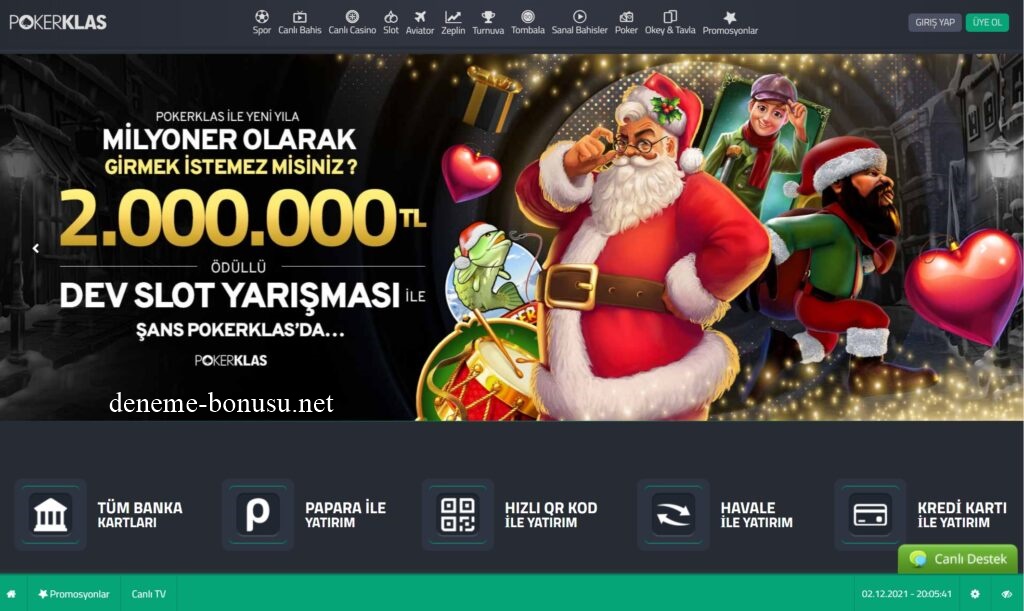 POKERKLAS
Spor Canlı Bahis Canlı Casino Slot Aviator Zeplin Turnuva Tombala Sanal Bahisler Poker Okey & Tavla Promosyonlar
GİRİŞ YAP ÜYE OL
POKERKLAS İLE YENİ YILA
MİLYONER OLARAK
GİRMEK İSTEMEZ MİSİNİZ ?
2.000.000 TL
ÖDÜLLÜ
DEV SLOT YARIŞMASI İLE
ŞANS POKERKLAS’DA...
POKERKLAS
deneme-bonusu.net
TÜM BANKA
KARTLARI
PAPARA İLE
YATIRIM
HIZLI QR KOD
İLE YATIRIM
HAVALE
İLE YATIRIM
KREDİ KARTI
İLE YATIRIM
Canlı Destek
Promosyonlar Canlı TV
02.12.2021 - 20:05:41